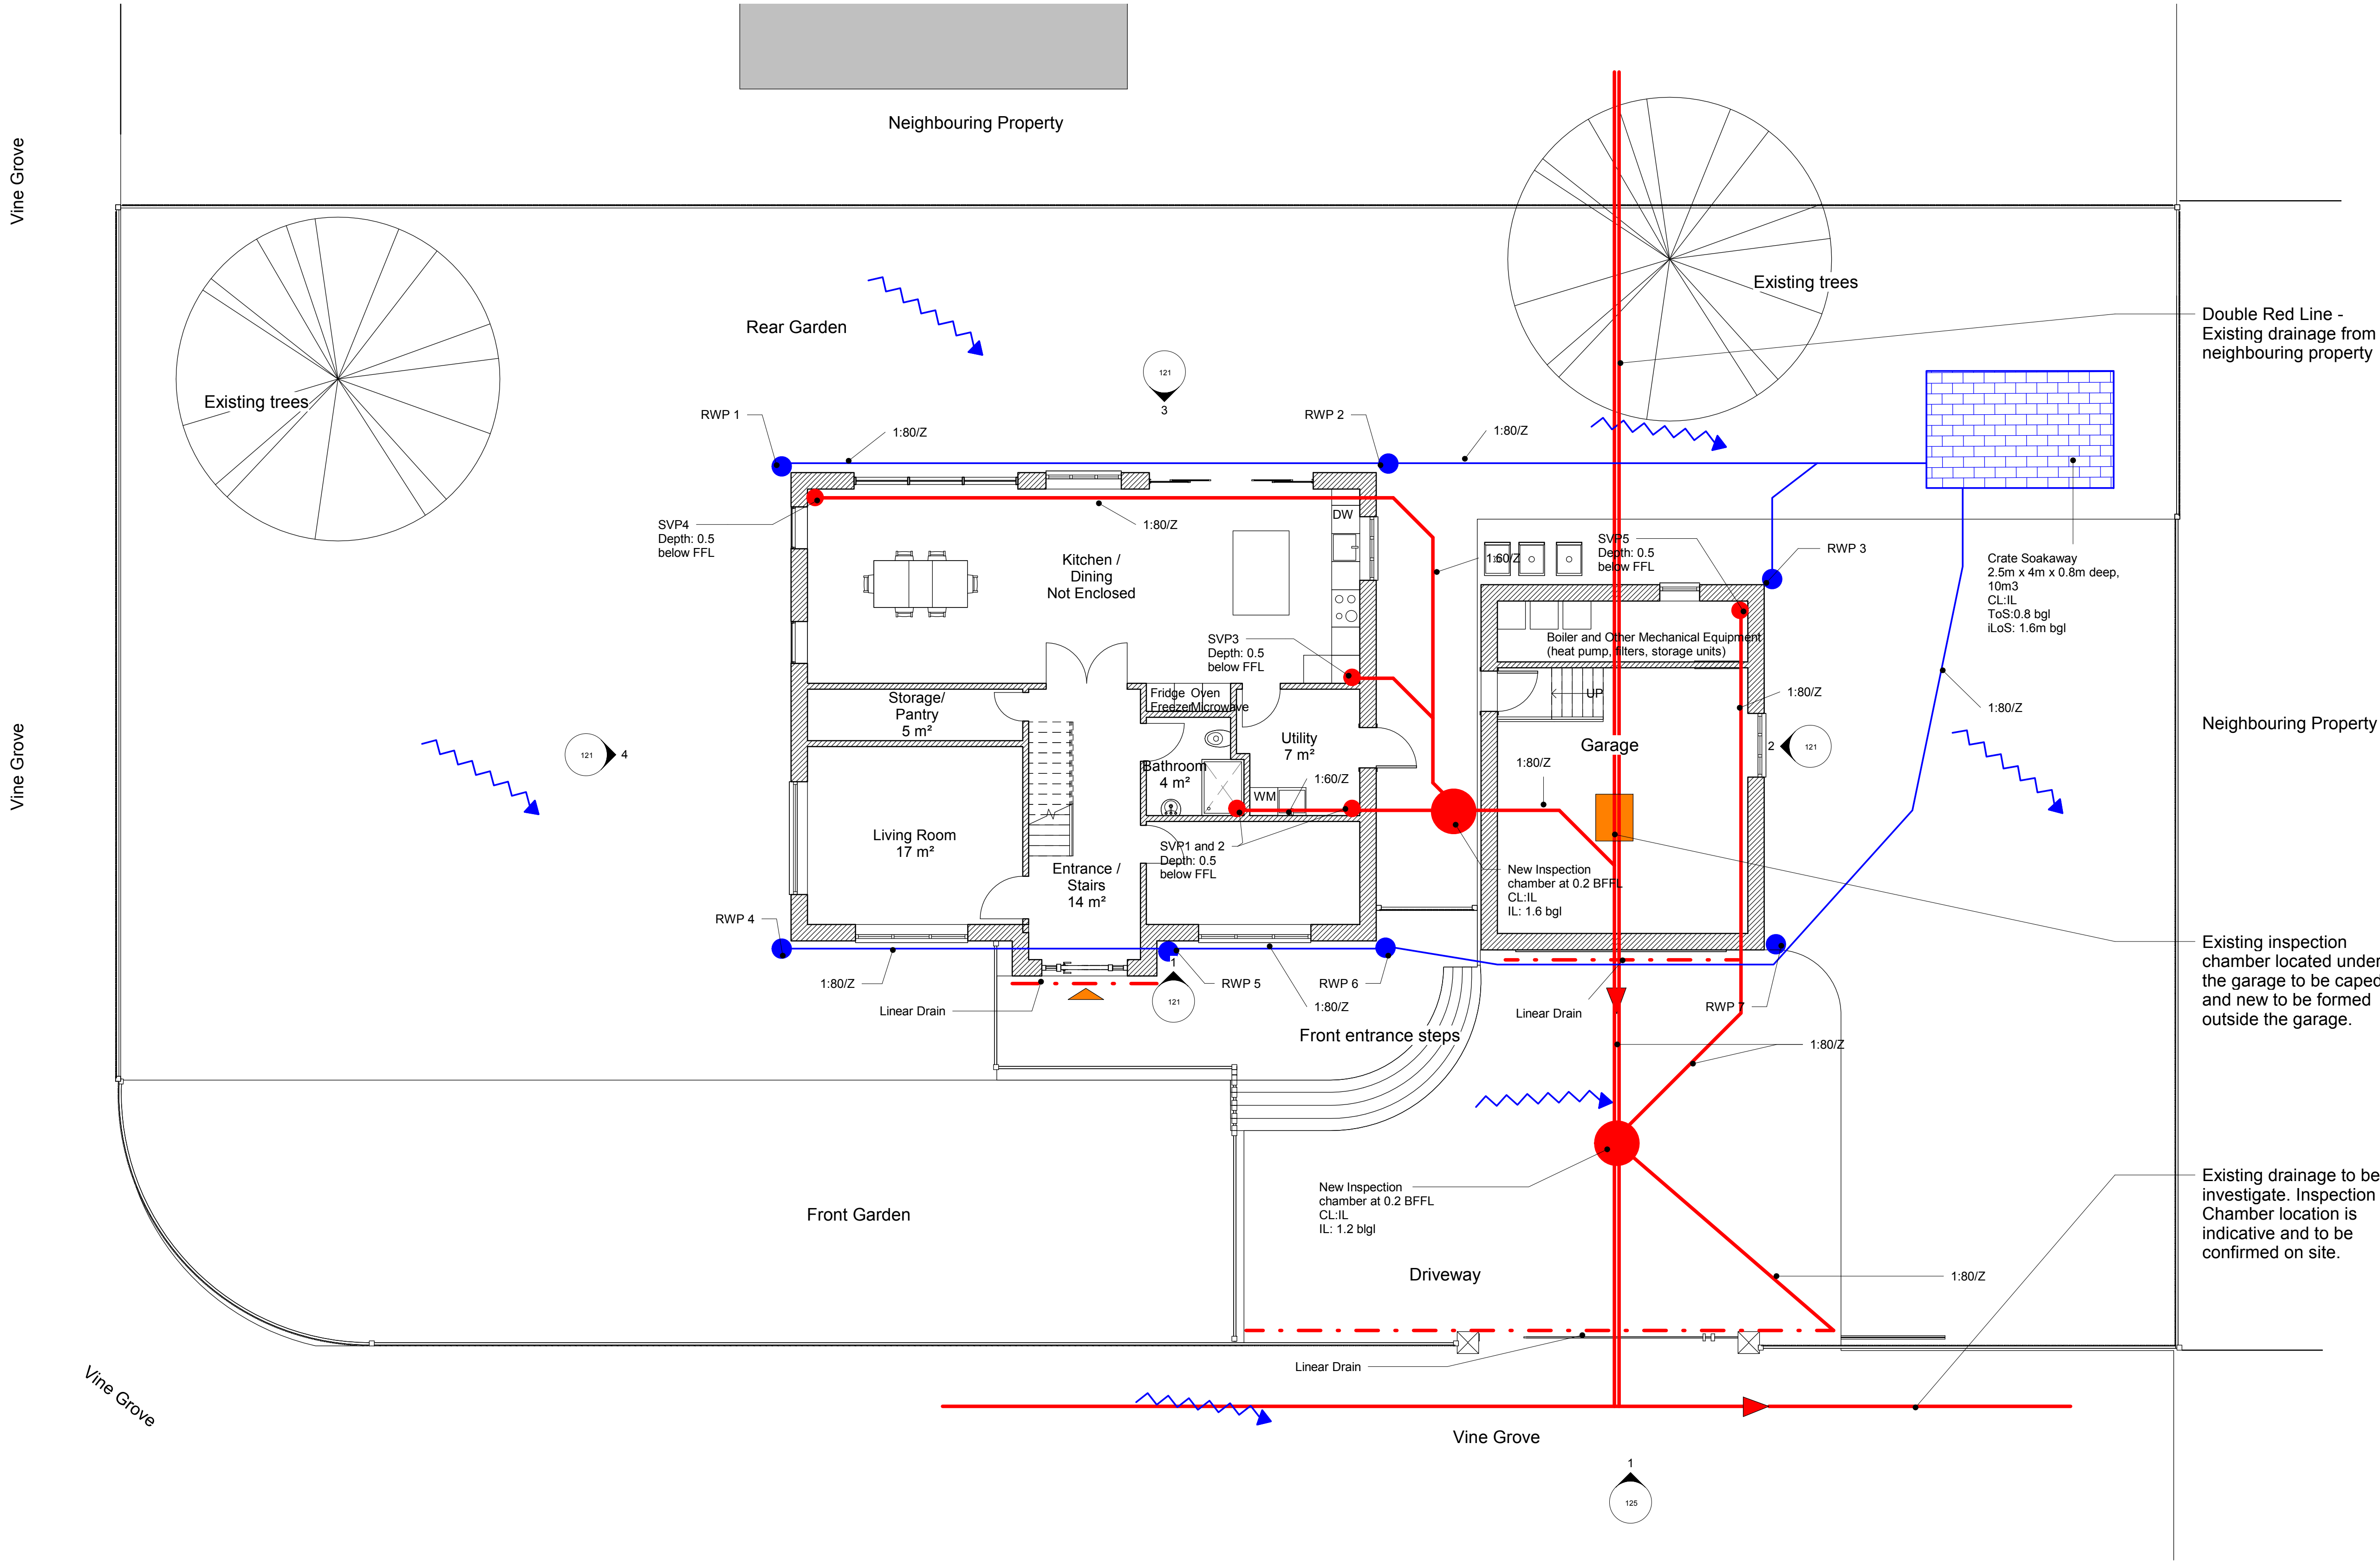 Neighbouring Property
Vine Grove
Existing trees
Rear Garden
Existing trees
Double Red Line -
Existing drainage from
neighbouring property
121
3
RWP 1
1:80/Z
RWP 2
1:80/Z
SVP4
Depth: 0.5
below FFL
1:80/Z
DW
1:60/Z
SVP5
Depth: 0.5
below FFL
RWP 3
Crate Soakaway
2.5m x 4m x 0.8m deep,
10m3
CL:IL
ToS:0.8 bgl
iLoS: 1.6m bgl
Kitchen /
Dining
Not Enclosed
SVP3
Depth: 0.5
below FFL
Boiler and Other Mechanical Equipment
(heat pump, filters, storage units)
Storage/
Pantry
5 m²
Fridge
Freezer
Oven
Microwave
UP
1:80/Z
1:80/Z
Neighbouring Property
Vine Grove
121
4
Utility
7 m²
Garage
2
121
Bathroom
4 m²
1:60/Z
1:80/Z
WM
Living Room
17 m²
SVP1 and 2
Depth: 0.5
below FFL
Entrance /
Stairs
14 m²
New Inspection
chamber at 0.2 BFFL
CL:IL
IL: 1.6 bgl
RWP 4
Existing inspection
chamber located under
the garage to be caped
and new to be formed
outside the garage.
1:80/Z
1
121
RWP 5
RWP 6
1:80/Z
Linear Drain
Linear Drain
RWP 7
Front entrance steps
1:80/Z
New Inspection
chamber at 0.2 BFFL
CL:IL
IL: 1.2 blgl
Existing drainage to be
investigate. Inspection
Chamber location is
indicative and to be
confirmed on site.
Front Garden
Driveway
1:80/Z
Linear Drain
Vine Grove
Vine Grove
1
125